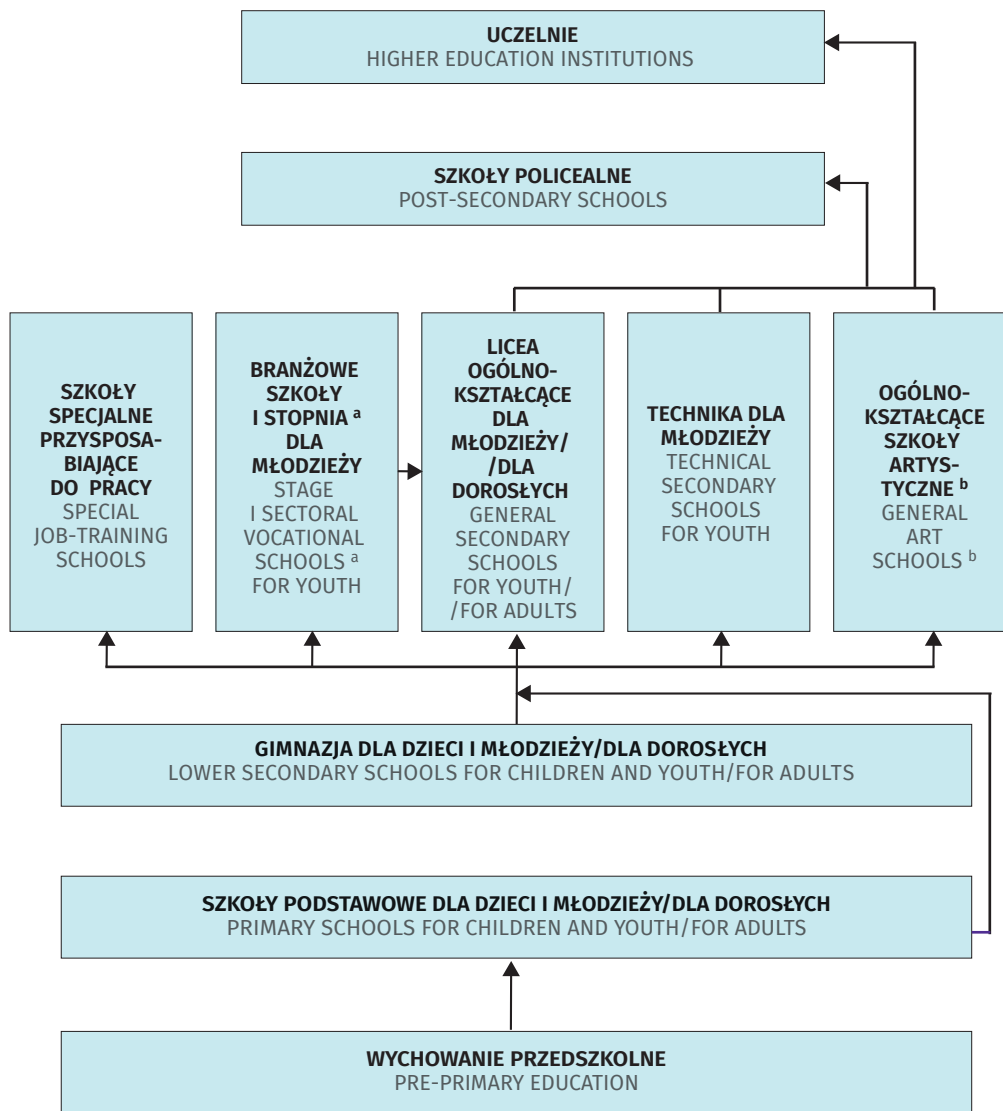 UCZELNIE
HIGHER EDUCATION INSTITUTIONS
SZKOŁY POLICEALNE
POST-SECONDARY SCHOOLS
SZKOŁY
SPECJALNE
PRZYSPOSA-
BIAJĄCE
DO PRACY
SPECIAL
JOB-TRAINING
SCHOOLS
BRANŻOWE
SZKOŁY
I STOPNIA a
DLA
MŁODZIEŻY
STAGE
I SECTORAL
VOCATIONAL
SCHOOLS a
FOR YOUTH
LICEA
OGÓLNO-
KSZTAŁCĄCE
DLA
MŁODZIEŻY/
/DLA
DOROSŁYCH
GENERAL
SECONDARY
SCHOOLS
FOR YOUTH/
/FOR ADULTS
TECHNIKA DLA
MŁODZIEŻY
TECHNICAL
SECONDARY
SCHOOLS
FOR YOUTH
OGÓLNO-
KSZTAŁCĄCE
SZKOŁY
ARTYS-
TYCZNE b
GENERAL
ART
SCHOOLS b
GIMNAZJA DLA DZIECI I MŁODZIEŻY/DLA DOROSŁYCH
LOWER SECONDARY SCHOOLS FOR CHILDREN AND YOUTH/FOR ADULTS
SZKOŁY PODSTAWOWE DLA DZIECI I MŁODZIEŻY/DLA DOROSŁYCH
PRIMARY SCHOOLS FOR CHILDREN AND YOUTH/FOR ADULTS
WYCHOWANIE PRZEDSZKOLNE
PRE-PRIMARY EDUCATION